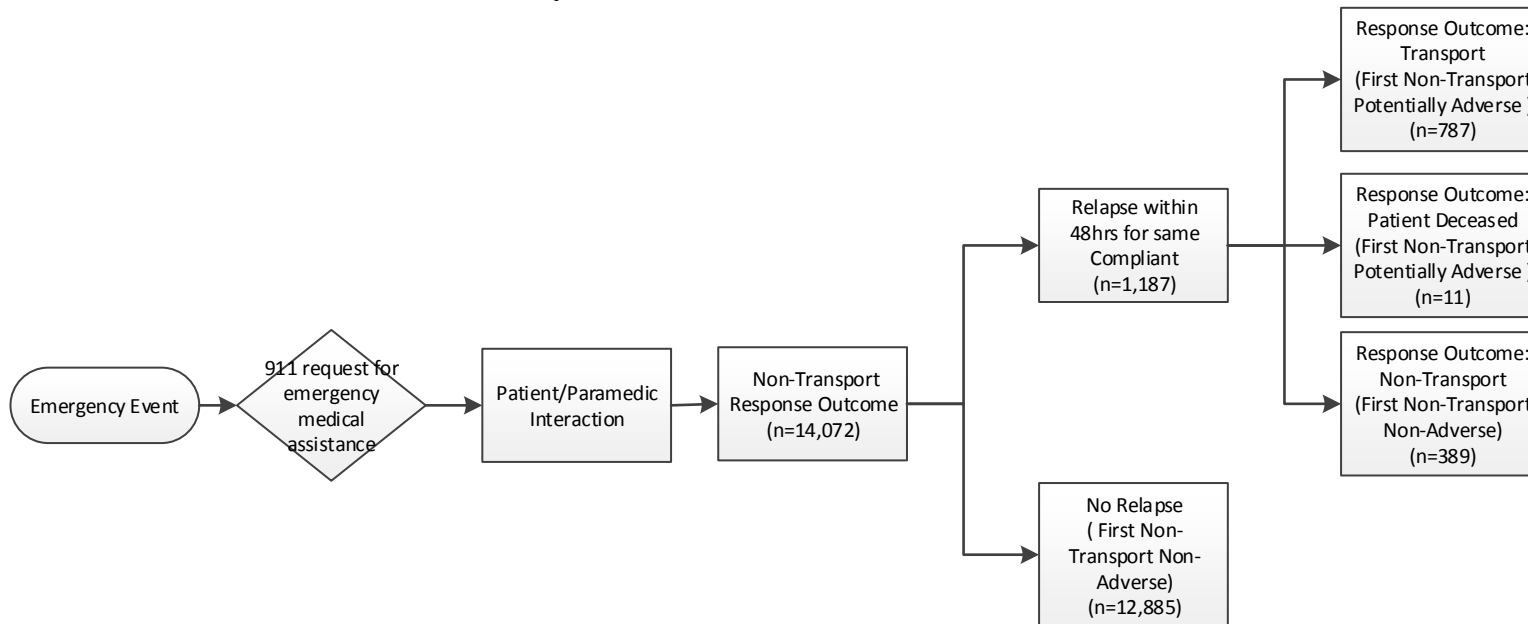 Emergency Event
911 request for
emergency
medical
assistance
Patient/Paramedic
Interaction
Non-Transport
Response Outcome
(n=14,072)
Relapse within
48hrs for same
Compliant
(n=1,187)
No Relapse
( First Non-
Transport Non-
Adverse)
(n=12,885)
Response Outcome:
Transport
(First Non-Transport
Potentially Adverse )
(n=787)
Response Outcome:
Patient Deceased
(First Non-Transport
Potentially Adverse )
(n=11)
Response Outcome:
Non-Transport
(First Non-Transport
Non-Adverse)
(n=389)